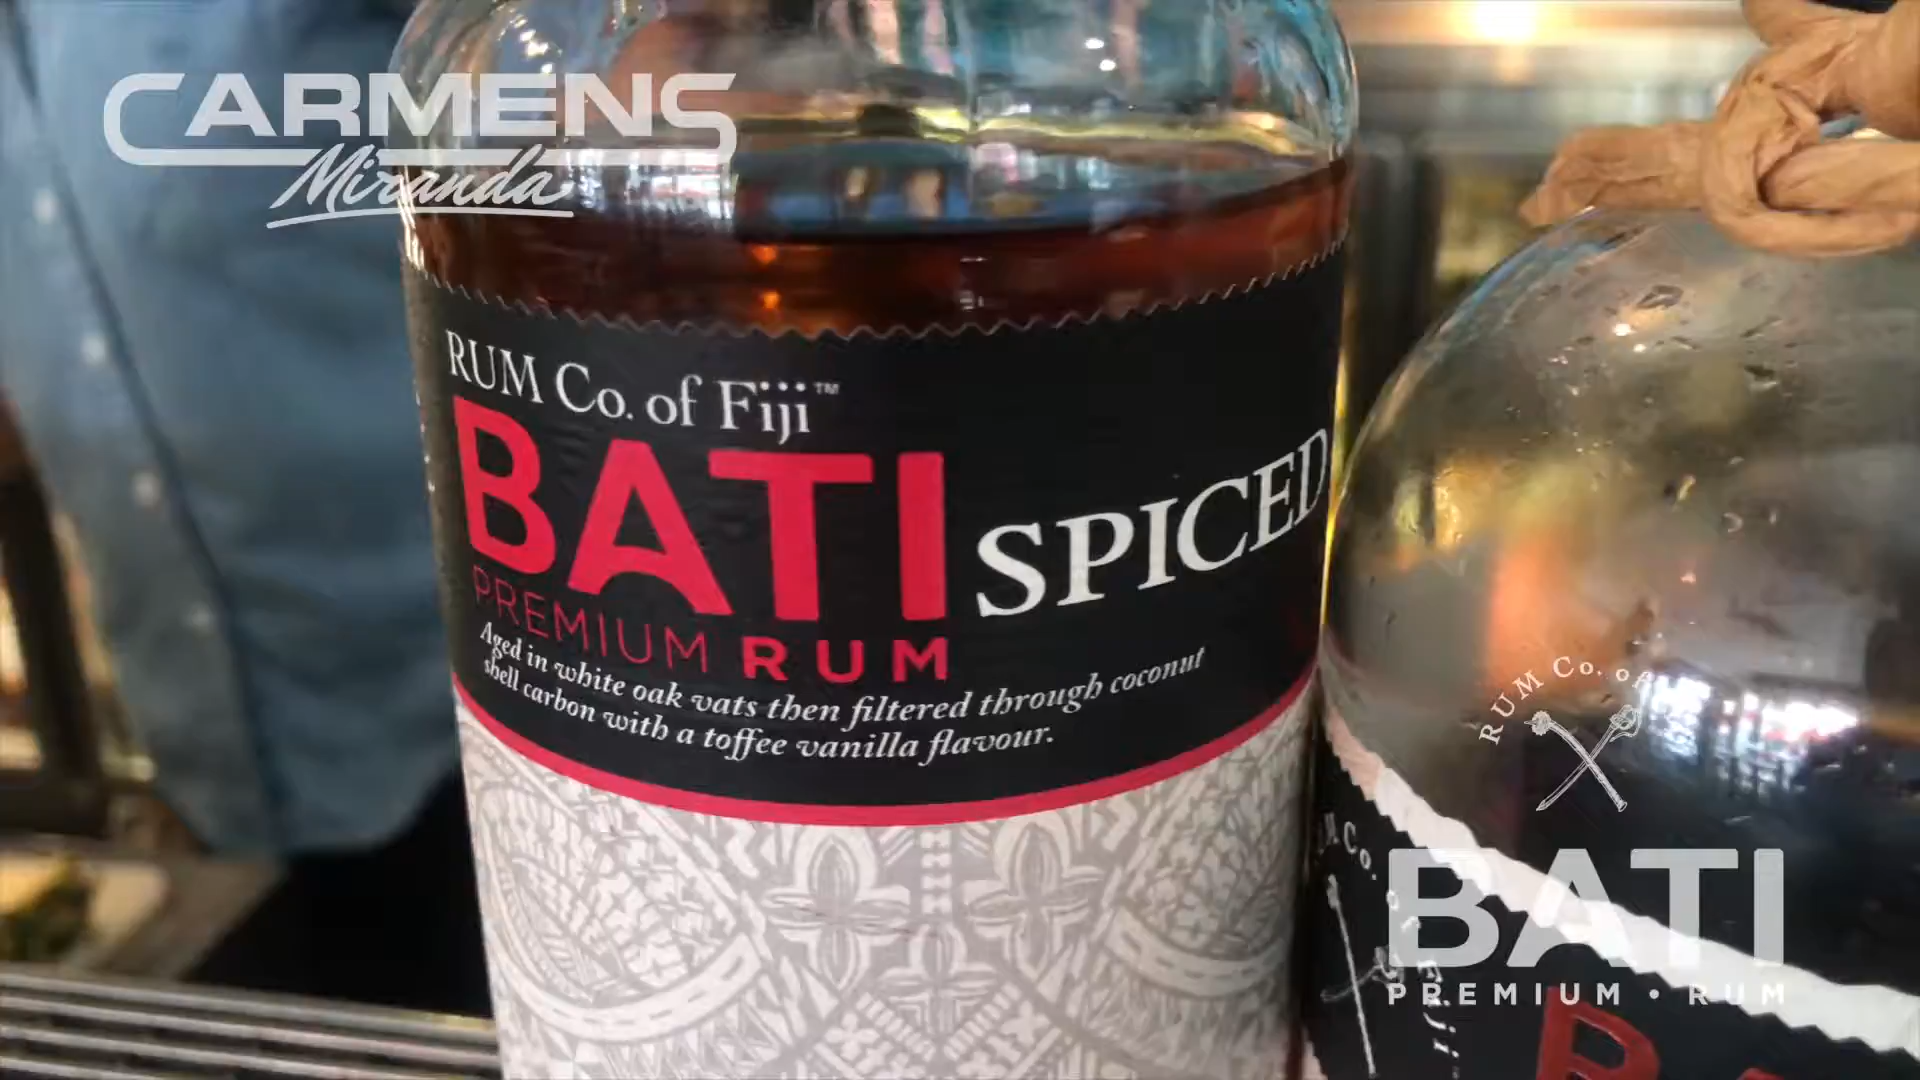 CARMENS
Miranda
RUM Co. of Fiji™
BATI SPICED
PREMIUM RUM
Aged in white oak vats then filtered through coconut
shell carbon with a toffee vanilla flavour.
RUM Co. of
BATI
PREMIUM • RUM